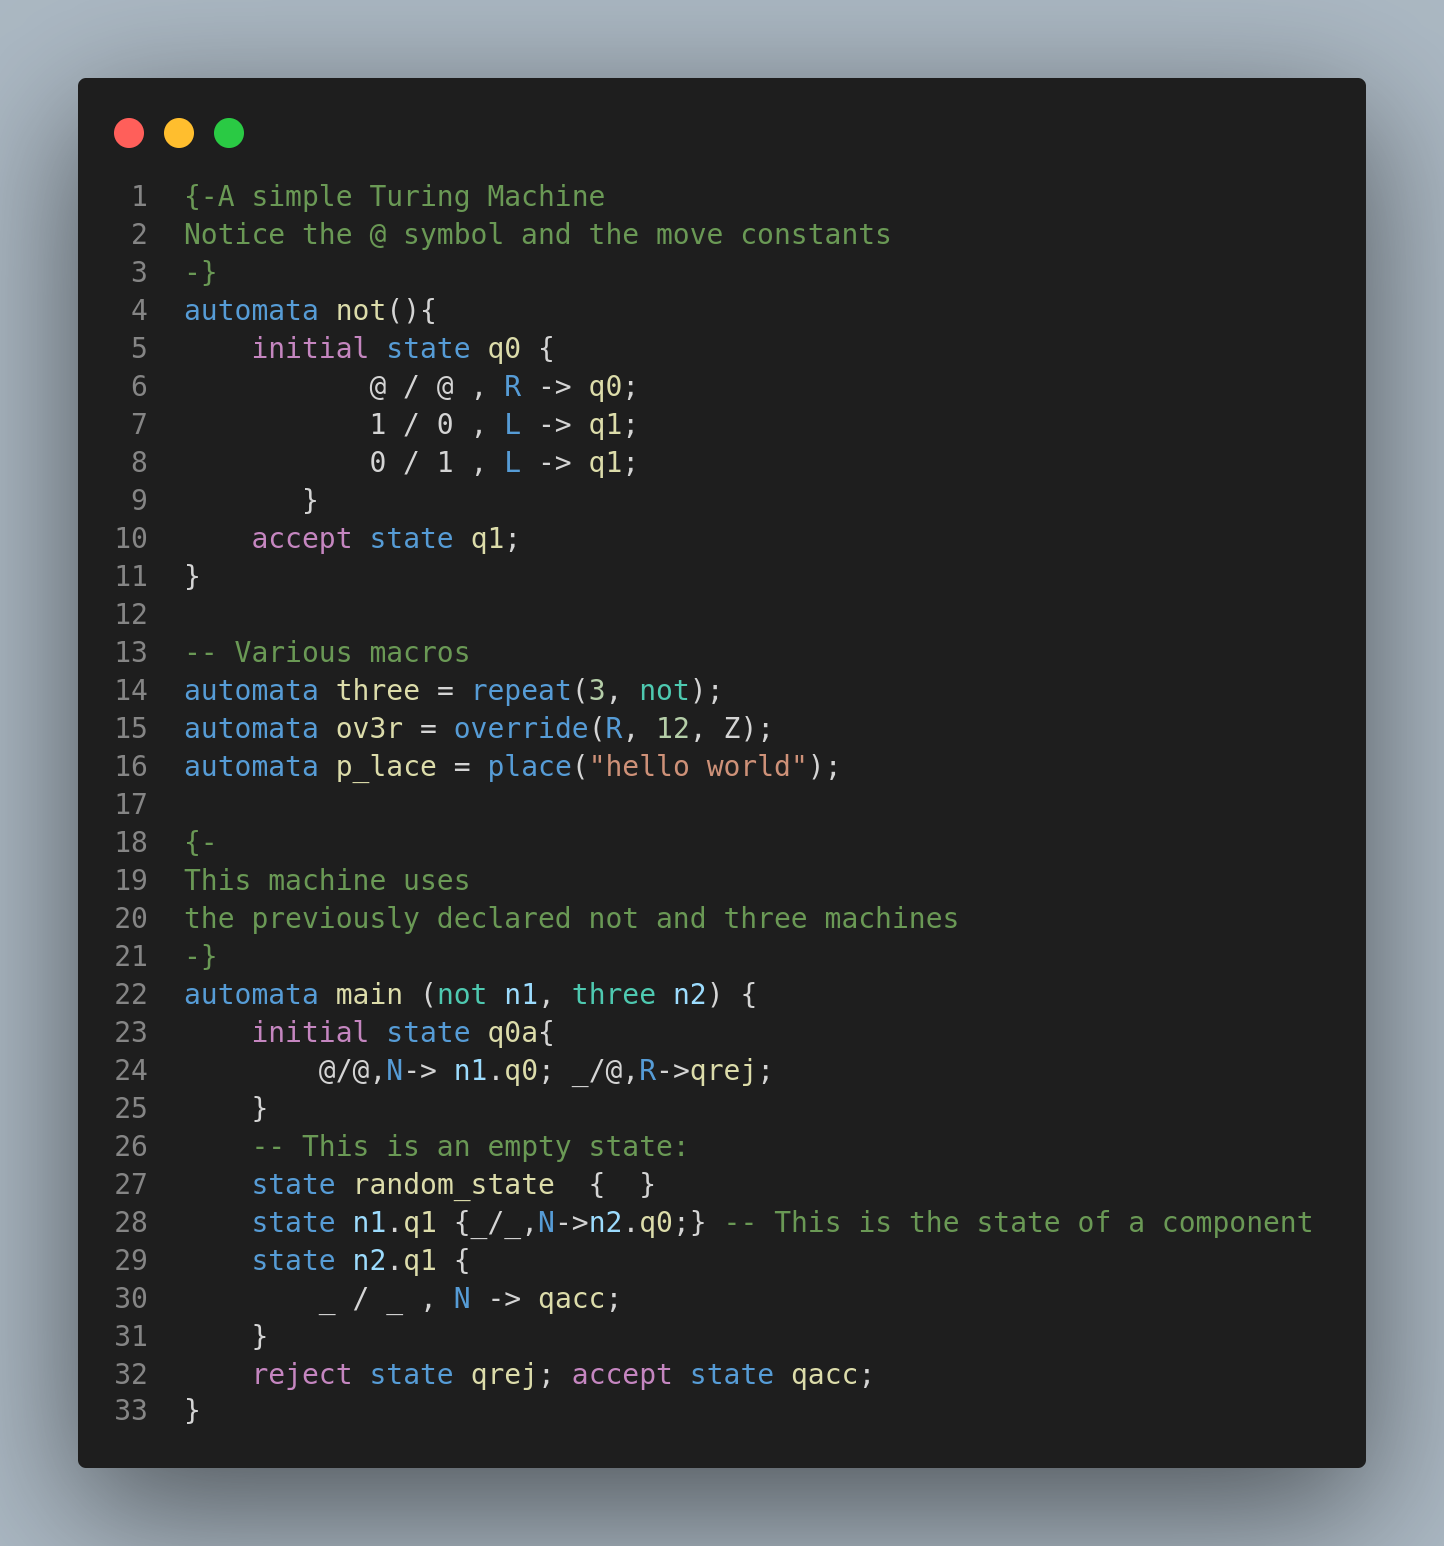 1 {-A simple Turing Machine
2 Notice the @ symbol and the move constants
3 -}
4 automata not(){
5     initial state q0 {
6            @ / @ , R -> q0;
7            1 / 0 , L -> q1;
8            0 / 1 , L -> q1;
9        }
10     accept state q1;
11 }
12
13 -- Various macros
14 automata three = repeat(3, not);
15 automata ov3r = override(R, 12, Z);
16 automata p_lace = place("hello world");
17
18 {-
19 This machine uses
20 the previously declared not and three machines
21 -}
22 automata main (not n1, three n2) {
23     initial state q0a{
24         @/@,N-> n1.q0; _/@,R->qrej;
25     }
26     -- This is an empty state:
27     state random_state  {  }
28     state n1.q1 {_/_,N->n2.q0;} -- This is the state of a component
29     state n2.q1 {
30         _ / _ , N -> qacc;
31     }
32     reject state qrej; accept state qacc;
33 }